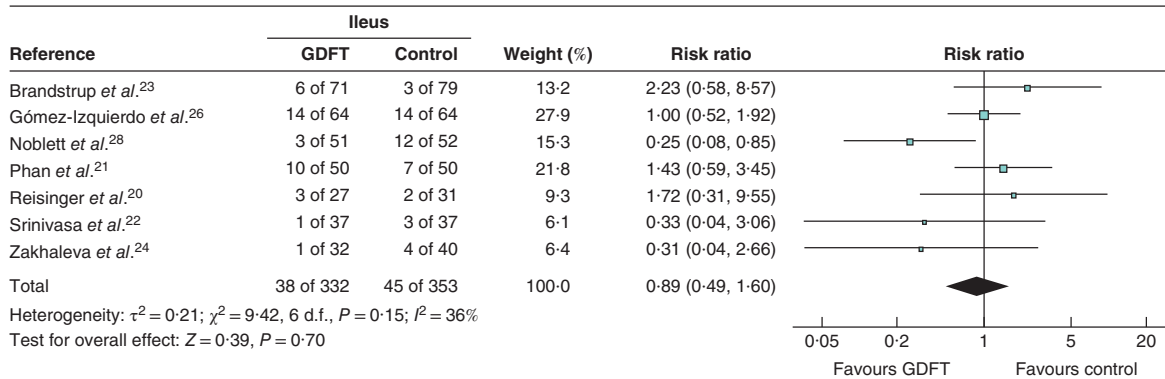 Ileus
Reference GDFT Control Weight (%) Risk ratio Risk ratio
Brandstrup et al.²³ 6 of 71 3 of 79 13·2 2·23 (0·58, 8·57)
Gómez-Izquierdo et al.²⁶ 14 of 64 14 of 64 27·9 1·00 (0·52, 1·92)
Noblett et al.²⁸ 3 of 51 12 of 52 15·3 0·25 (0·08, 0·85)
Phan et al.²¹ 10 of 50 7 of 50 21·8 1·43 (0·59, 3·45)
Reisinger et al.²⁰ 3 of 27 2 of 31 9·3 1·72 (0·31, 9·55)
Srinivasa et al.²² 1 of 37 3 of 37 6·1 0·33 (0·04, 3·06)
Zakhaleva et al.²⁴ 1 of 32 4 of 40 6·4 0·31 (0·04, 2·66)
Total 38 of 332 45 of 353 100·0 0·89 (0·49, 1·60)
Heterogeneity: τ² = 0·21; χ² = 9·42, 6 d.f., P = 0·15; I² = 36%
Test for overall effect: Z = 0·39, P = 0·70
0·05 0·2 1 5 20
Favours GDFT Favours control